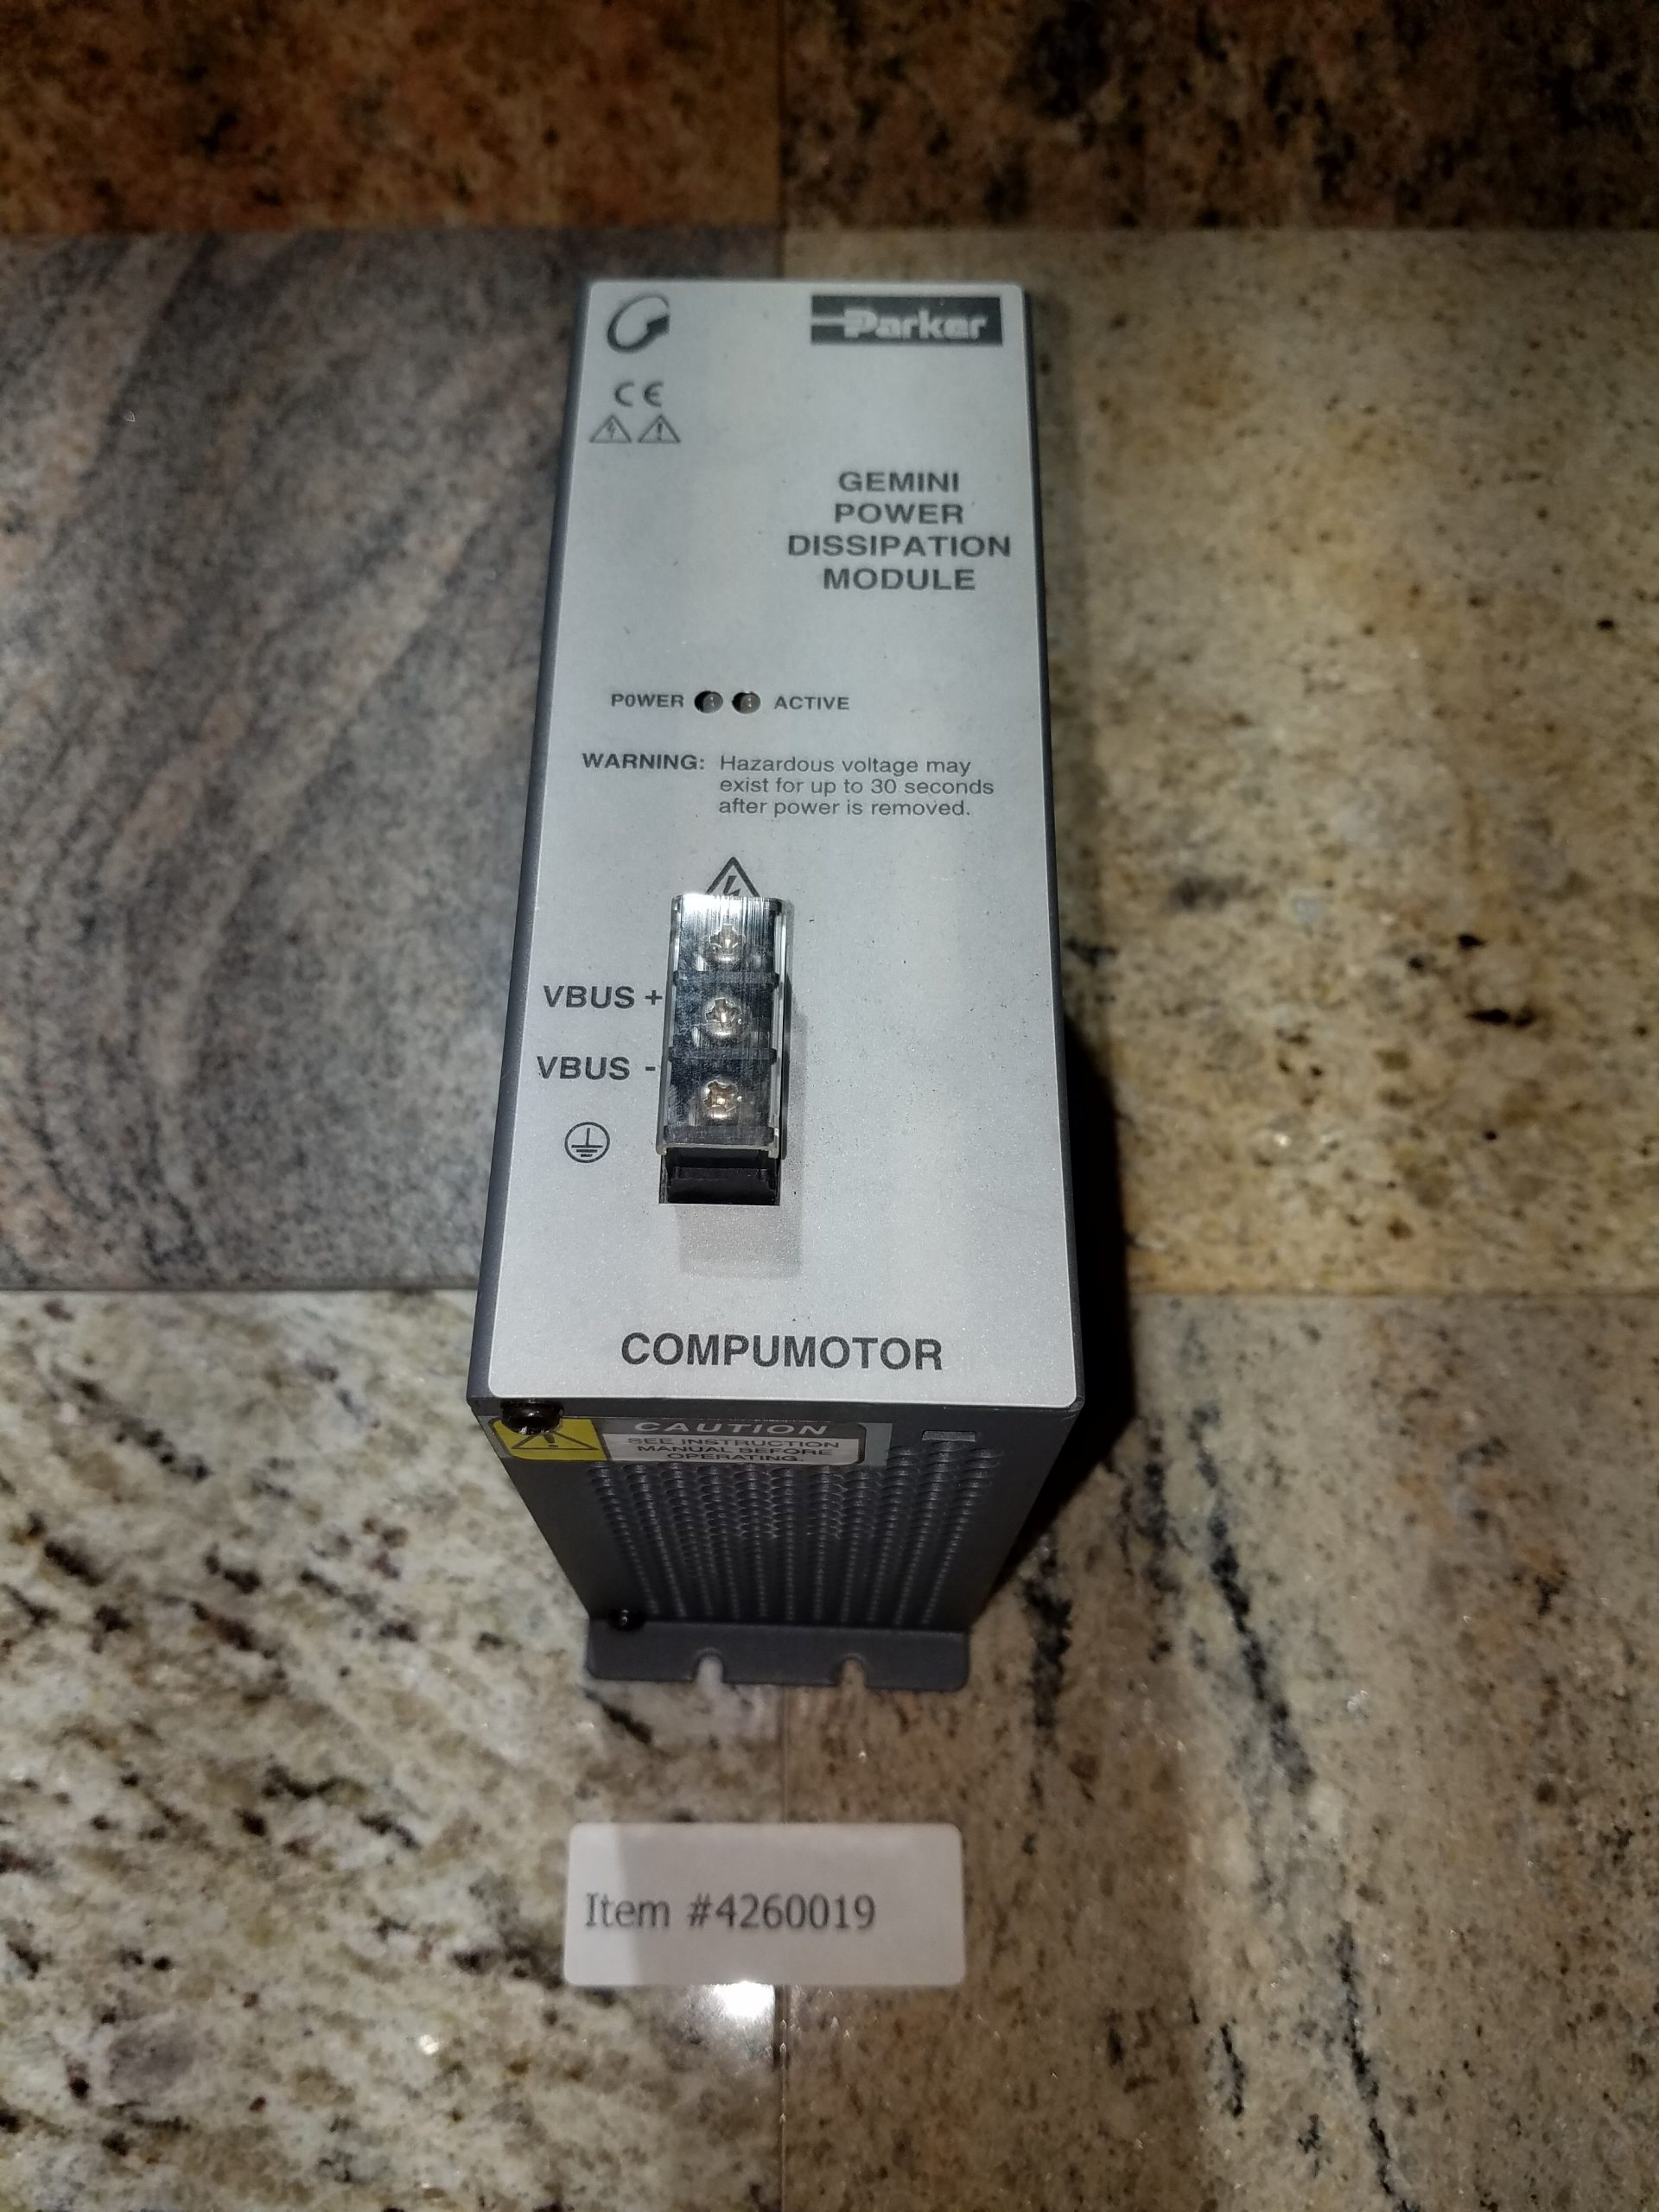 Parker
CE
GEMINI
POWER
DISSIPATION
MODULE
P0WER ACTIVE
WARNING: Hazardous voltage may
exist for up to 30 seconds
after power is removed.
VBUS +
VBUS -
COMPUMOTOR
CAUTION
SEE INSTRUCTION
MANUAL BEFORE
OPERATING.
Item #4260019